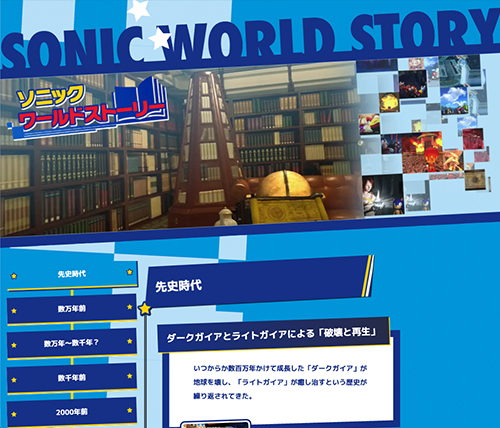 SONIC WORLD STORY
ソニック
ワールドストーリー
先史時代
数万年前
数万年～数千年？
数千年前
2000年前
先史時代
ダークガイアとライトガイアによる「破壊と再生」
いつからか数百万年かけて成長した「ダークガイア」が
地球を壊し、「ライトガイア」が癒し治すという歴史が
繰り返されてきた。